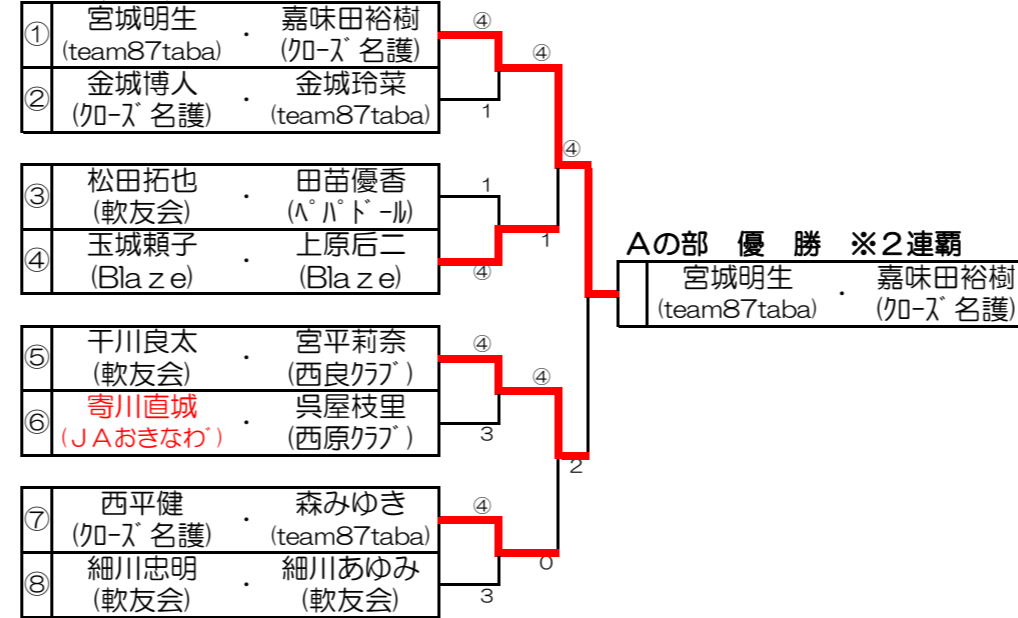 ① 宮城明生 ・ 嘉味田裕樹 ④
(team87taba) (ｸﾛｰｽﾞ名護) ④
② 金城博人 ・ 金城玲菜
(ｸﾛｰｽﾞ名護) (team87taba) 1
④
③ 松田拓也 ・ 田苗優香 1
(軟友会) (ﾍﾟﾊﾟﾄﾞｰﾙ)
④ 玉城頼子 ・ 上原后二 1
(Blaｚe) (Blaｚe) ④
Aの部 優 勝 ※２連覇
宮城明生 ・ 嘉味田裕樹
(team87taba) (ｸﾛｰｽﾞ名護)
⑤ 干川良太 ・ 宮平莉奈 ④
(軟友会) (西良ｸﾗﾌﾞ) ④
⑥ 寄川直城 ・ 呉屋枝里
(ＪＡおきなわﾞ) (西原ｸﾗﾌﾞ) 3
2
⑦ 西平健 ・ 森みゆき ④
(ｸﾛｰｽﾞ名護) (team87taba)
⑧ 細川忠明 ・ 細川あゆみ 0
(軟友会) (軟友会) 3